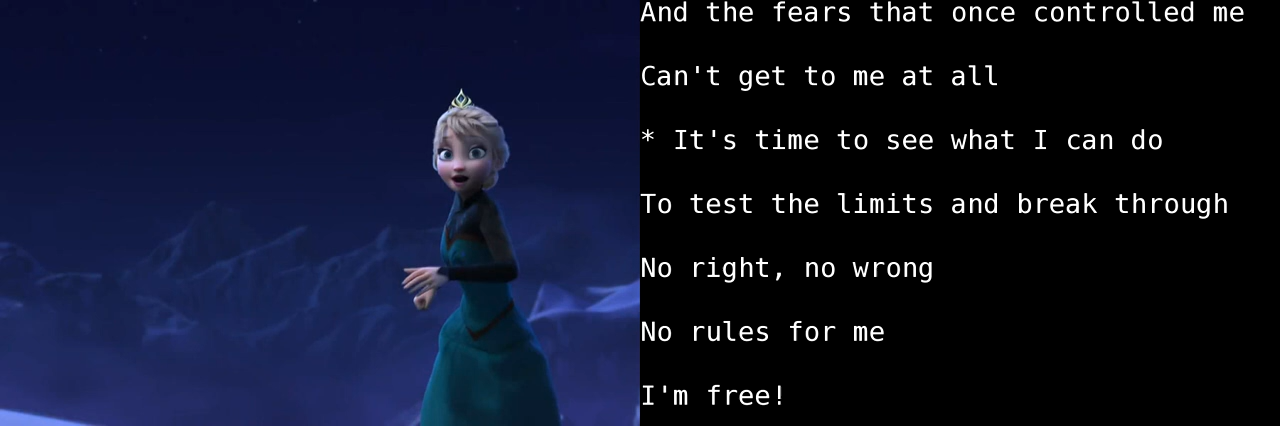 And the fears that once controlled me
Can't get to me at all
* It's time to see what I can do
To test the limits and break through
No right, no wrong
No rules for me
I'm free!